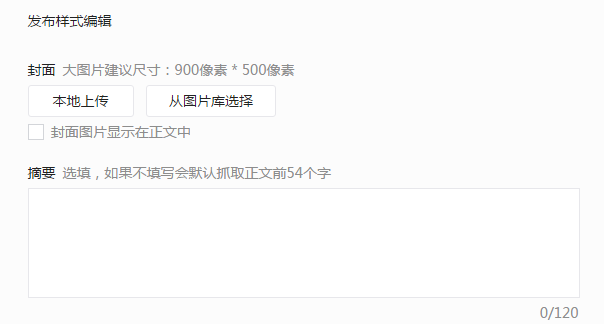 发布样式编辑
封面 大图片建议尺寸：900像素 * 500像素
本地上传 从图片库选择
封面图片显示在正文中
摘要 选填，如果不填写会默认抓取正文前54个字
0/120